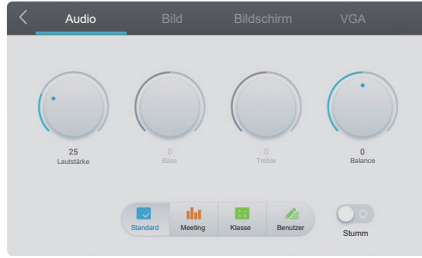 Audio Bild Bildschirm VGA
25 0 0 0
Lautstärke Bass Treble Balance
Standard Meeting Klasse Benutzer
Stumm